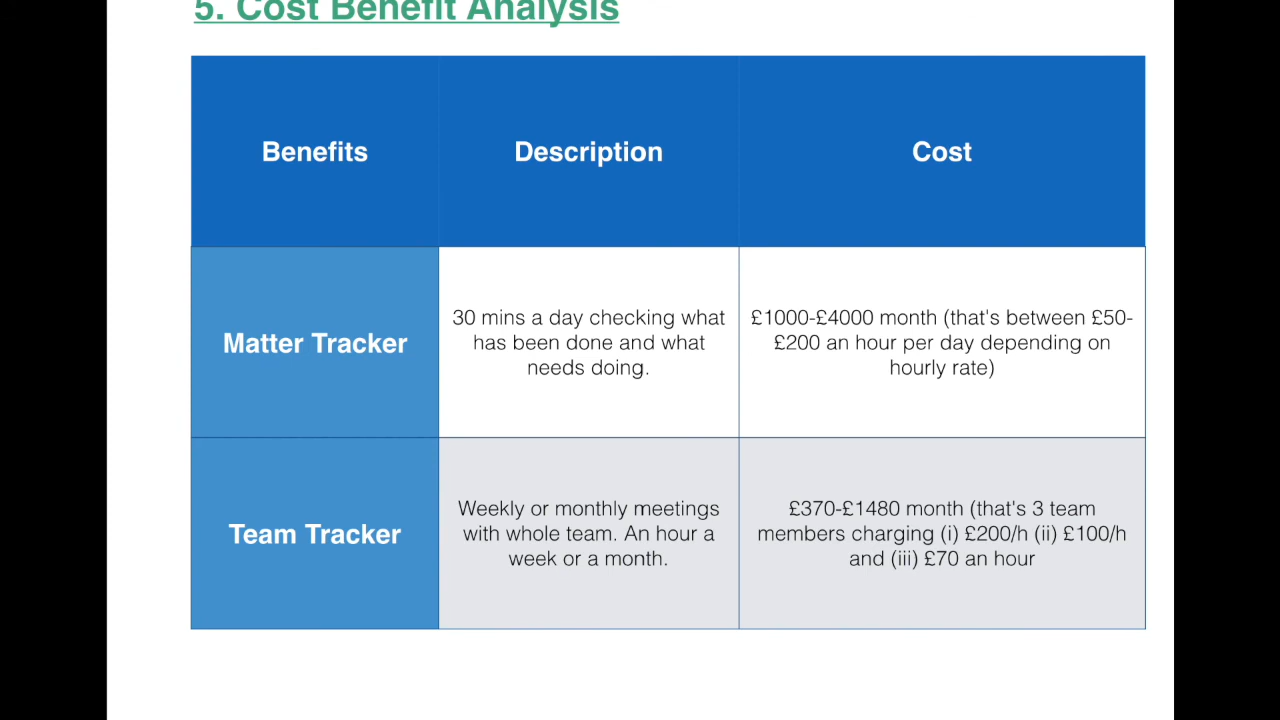 5. Cost Benefit Analysis
Benefits
Description
Cost
Matter Tracker
30 mins a day checking what
has been done and what
needs doing.
£1000-£4000 month (that's between £50-
£200 an hour per day depending on
hourly rate)
Team Tracker
Weekly or monthly meetings
with whole team. An hour a
week or a month.
£370-£1480 month (that's 3 team
members charging (i) £200/h (ii) £100/h
and (iii) £70 an hour